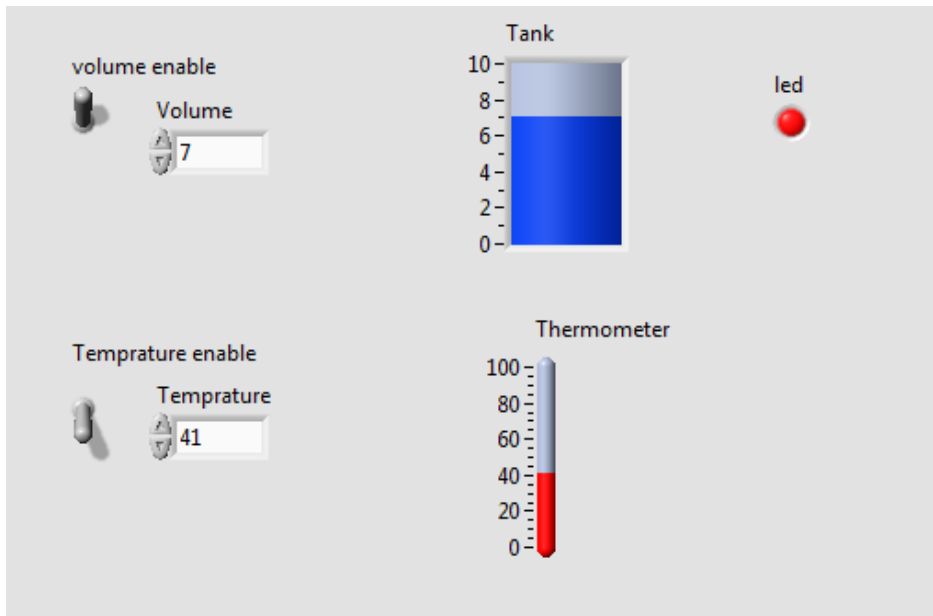 Tank
volume enable
Volume
7
10
8
6
4
2
0
led
Temprature enable
Temprature
41
Thermometer
100
80
60
40
20
0